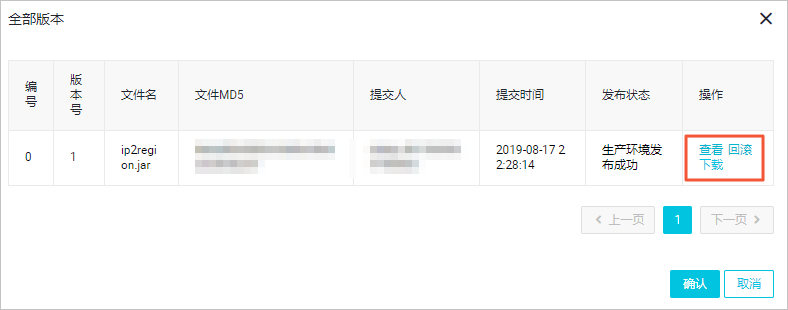 全部版本
编号 版本号 文件名 文件MD5 提交人 提交时间 发布状态 操作
0 1 ip2regi 2019-08-17 2 生产环境发 查看 回滚
on.jar 2:28:14 布成功 下载
上一页 1 下一页
确认 取消